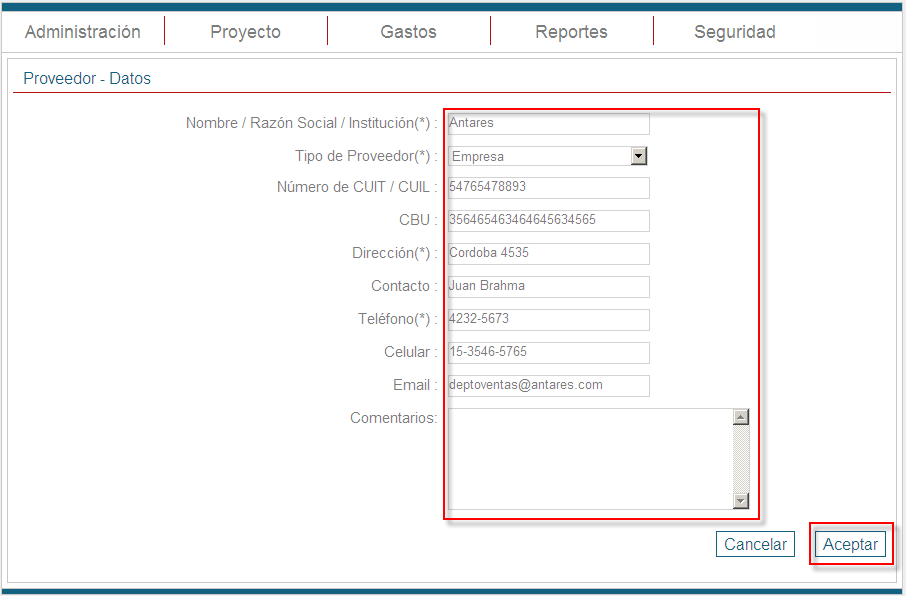 Administración Proyecto Gastos Reportes Seguridad
Proveedor - Datos
Nombre / Razón Social / Institución(*) : Antares
Tipo de Proveedor(*) : Empresa
Número de CUIT / CUIL : 54765478893
CBU : 356465463464645634565
Dirección(*) : Cordoba 4535
Contacto : Juan Brahma
Teléfono(*) : 4232-5673
Celular : 15-3546-5765
Email : deptoventas@antares.com
Comentarios:
Cancelar Aceptar